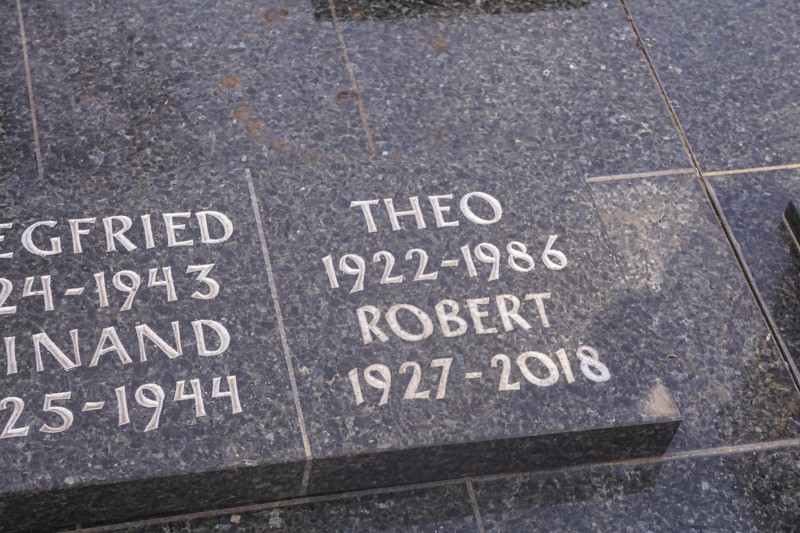 EGFRIED
24-1943
INAND
25-1944
THEO
1922-1986
ROBERT
1927-2018